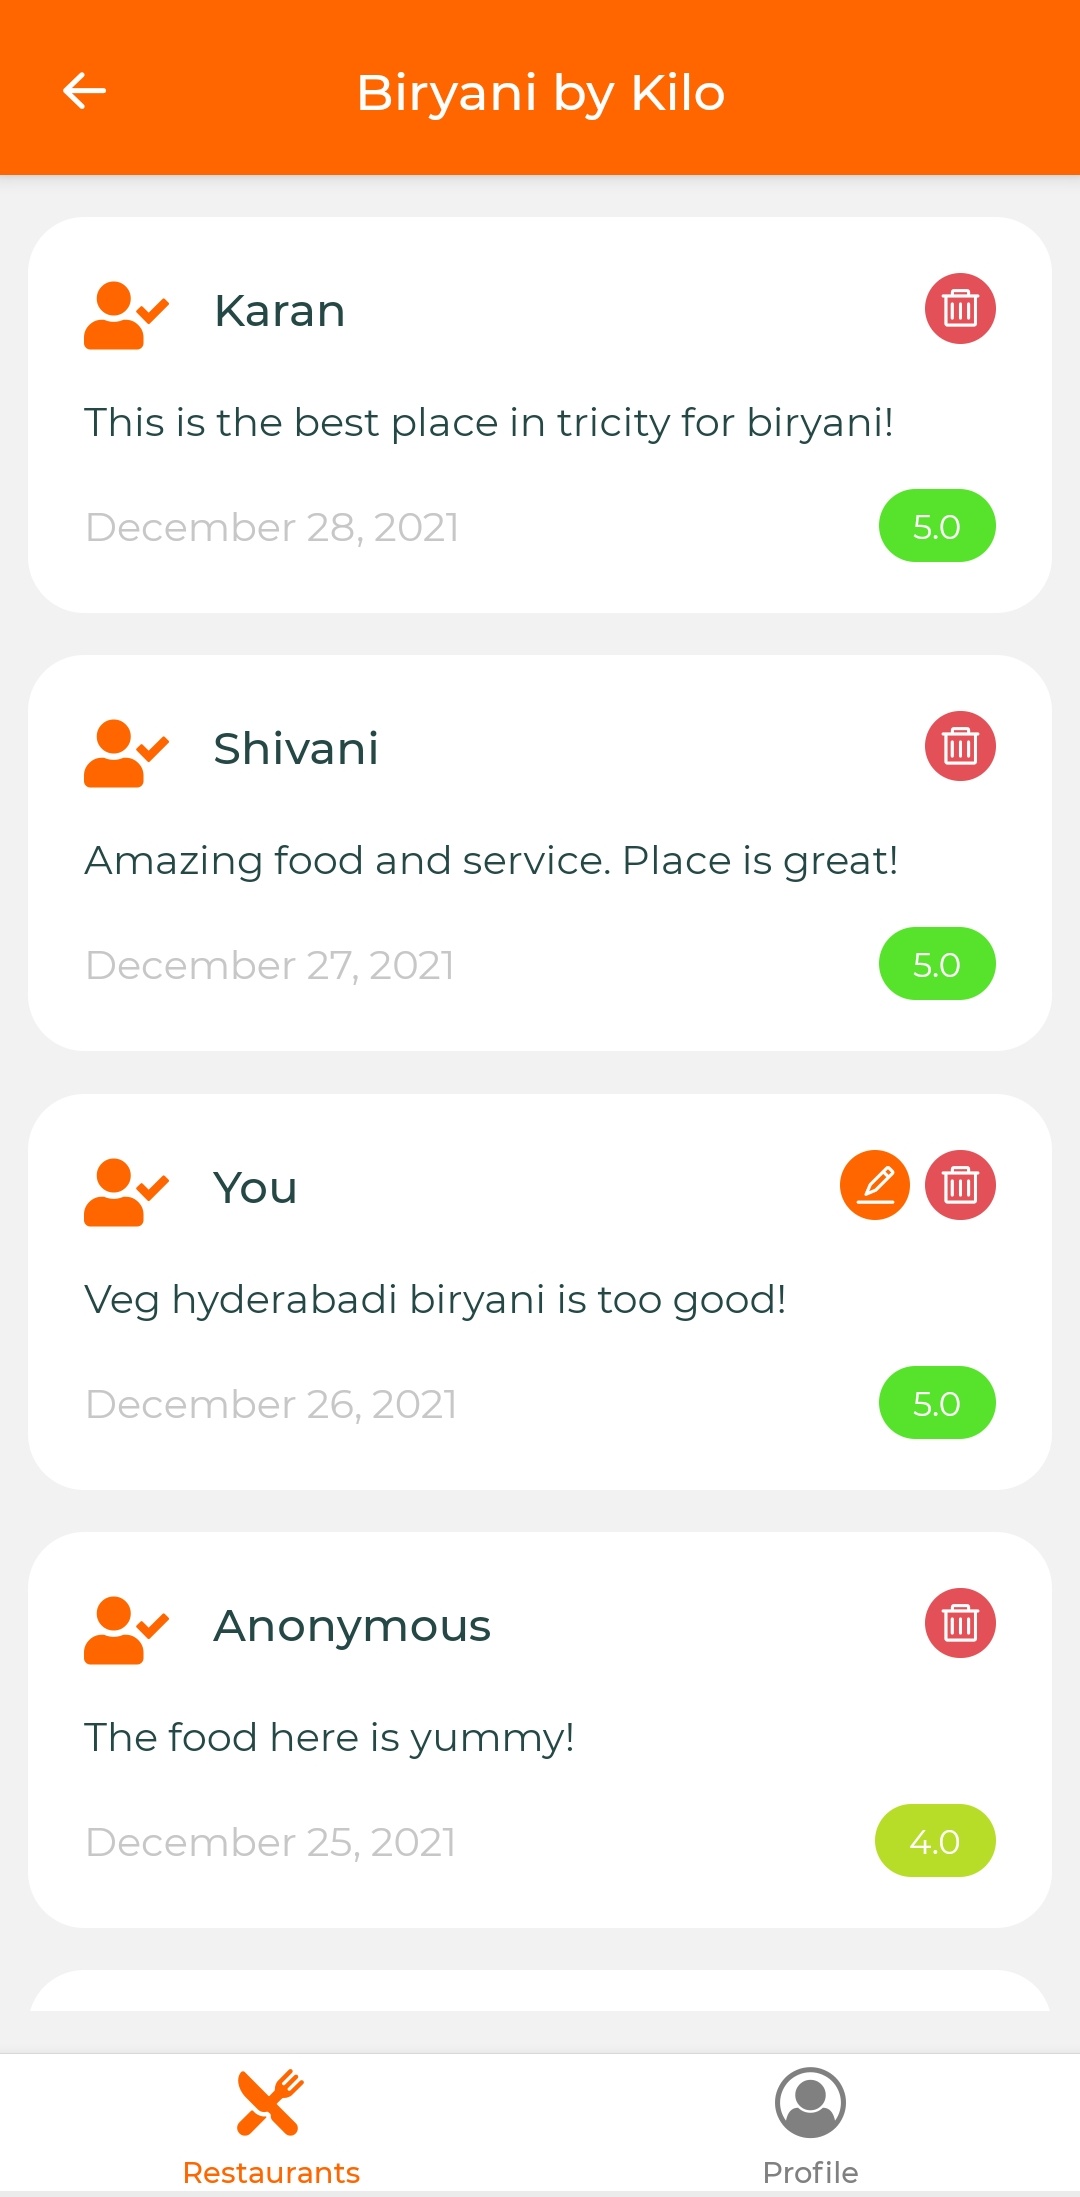 Biryani by Kilo
Karan
This is the best place in tricity for biryani!
December 28, 2021
5.0
Shivani
Amazing food and service. Place is great!
December 27, 2021
5.0
You
Veg hyderabadi biryani is too good!
December 26, 2021
5.0
Anonymous
The food here is yummy!
December 25, 2021
4.0
Restaurants
Profile